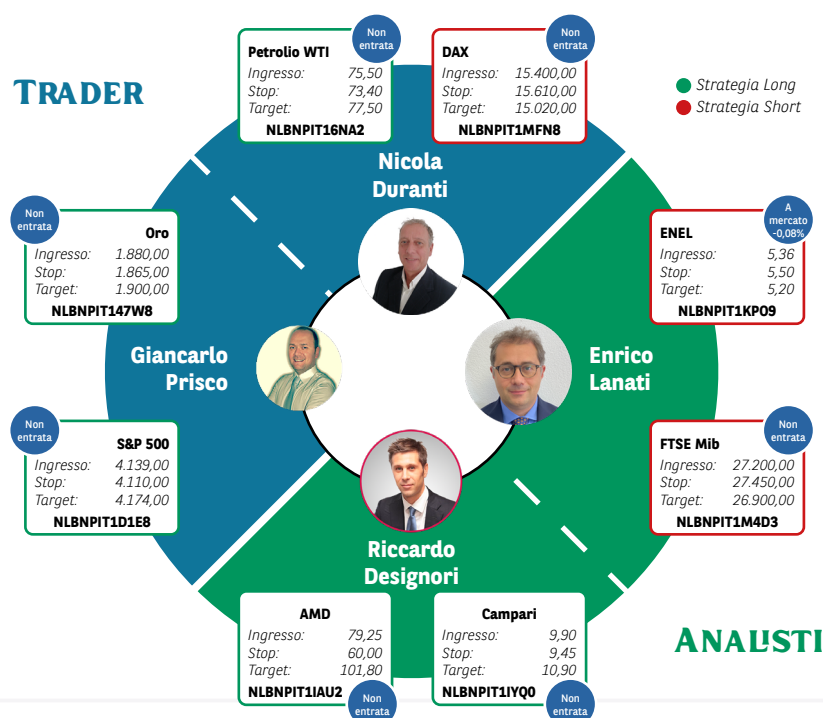 TRADER
Non
entrata
Petrolio WTI
Ingresso: 75,50
Stop: 73,40
Target: 77,50
NLBNPIT16NA2
Non
entrata
DAX
Ingresso: 15.400,00
Stop: 15.610,00
Target: 15.020,00
NLBNPIT1MFN8
Strategia Long
Strategia Short
Nicola
Duranti
Non
entrata
Oro
Ingresso: 1.880,00
Stop: 1.865,00
Target: 1.900,00
NLBNPIT147W8
A
mercato
-0,08%
ENEL
Ingresso: 5,36
Stop: 5,50
Target: 5,20
NLBNPIT1KPO9
Giancarlo
Prisco
Enrico
Lanati
Non
entrata
S&P 500
Ingresso: 4.139,00
Stop: 4.110,00
Target: 4.174,00
NLBNPIT1D1E8
Non
entrata
FTSE Mib
Ingresso: 27.200,00
Stop: 27.450,00
Target: 26.900,00
NLBNPIT1M4D3
Riccardo
Designori
AMD
Ingresso: 79,25
Stop: 60,00
Target: 101,80
NLBNPIT1IAU2
Non
entrata
Campari
Ingresso: 9,90
Stop: 9,45
Target: 10,90
NLBNPIT1IYQ0
Non
entrata
ANALISTI